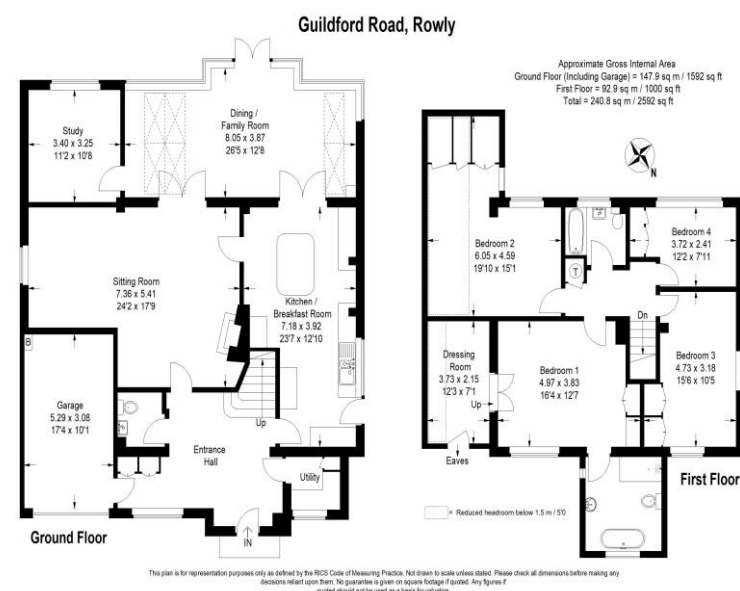 Guildford Road, Rowly
Approximate Gross Internal Area
Ground Floor (Including Garage) = 147.9 sq m / 1592 sq ft
First Floor = 92.9 sq m / 1000 sq ft
Total = 240.8 sq m / 2592 sq ft
N
Study
3.40 x 3.25
11'2 x 10'8
Dining /
Family Room
8.05 x 3.87
26'5 x 12'8
Sitting Room
7.36 x 5.41
24'2 x 17'9
Kitchen /
Breakfast Room
7.18 x 3.92
23'7 x 12'10
B
Garage
5.29 x 3.08
17'4 x 10'1
Up
Entrance
Hall
Utility
IN
Ground Floor
Bedroom 2
6.05 x 4.59
19'10 x 15'1
T
Bedroom 4
3.72 x 2.41
12'2 x 7'11
Dn
Dressing
Room
3.73 x 2.15
12'3 x 7'1
Up
Bedroom 1
4.97 x 3.83
16'4 x 12'7
Bedroom 3
4.73 x 3.18
15'6 x 10'5
Eaves
First Floor
= Reduced headroom below 1.5 m / 5'0
This plan is for representation purposes only as defined by the RICS Code of Measuring Practice. Not drawn to scale unless stated. Please check all dimensions before making any
decisions reliant upon them. No guarantee is given on square footage if quoted. Any figures if
quoted should not be used as a basis for valuation.